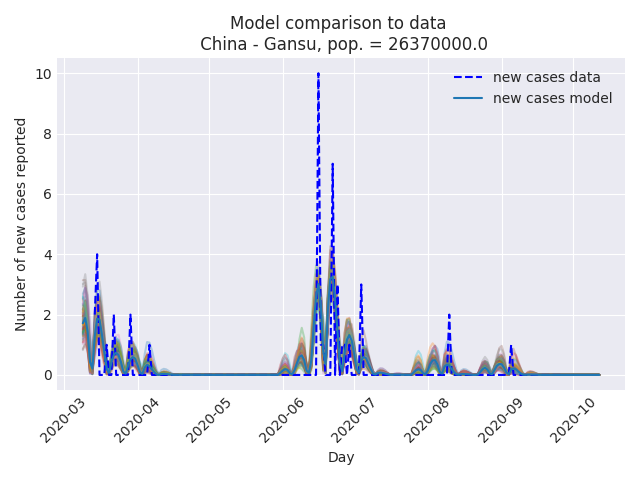 Model comparison to data
China - Gansu, pop. = 26370000.0
new cases data
new cases model
Number of new cases reported
10
8
6
4
2
0
2020-03
2020-04
2020-05
2020-06
2020-07
2020-08
2020-09
2020-10
Day